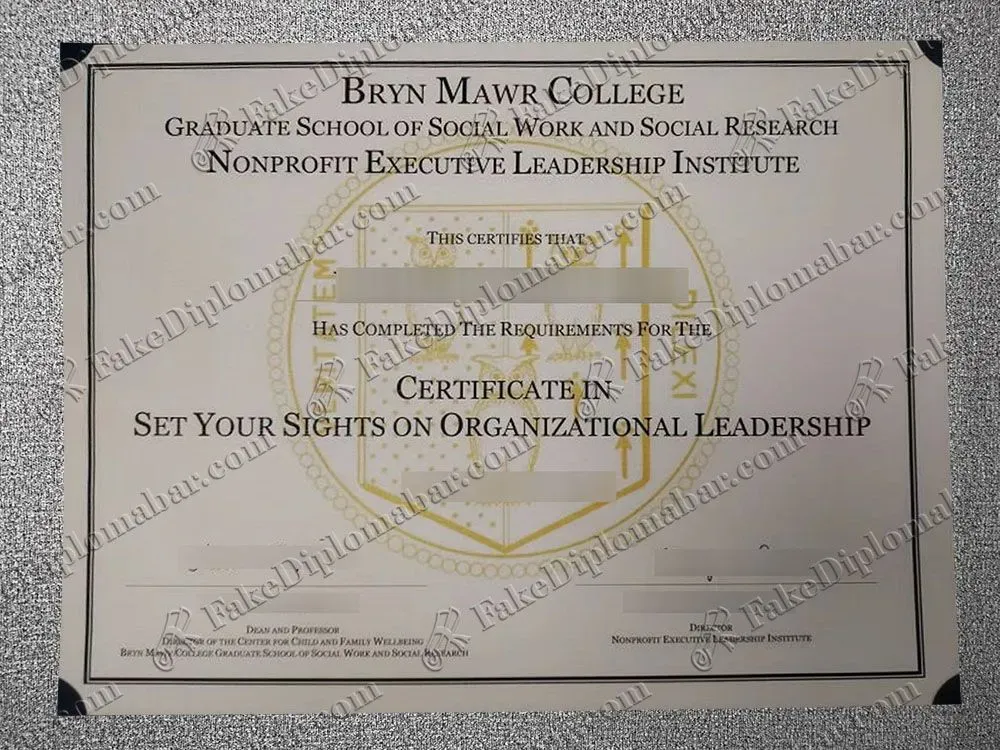 BRYN MAWR COLLEGE
GRADUATE SCHOOL OF SOCIAL WORK AND SOCIAL RESEARCH
NONPROFIT EXECUTIVE LEADERSHIP INSTITUTE
THIS CERTIFIES THAT
VERITATEM
DILEXI
HAS COMPLETED THE REQUIREMENTS FOR THE
CERTIFICATE IN
SET YOUR SIGHTS ON ORGANIZATIONAL LEADERSHIP
DEAN AND PROFESSOR
DIRECTOR OF THE CENTER FOR CHILD AND FAMILY WELLBEING
BRYN MAWR COLLEGE GRADUATE SCHOOL OF SOCIAL WORK AND SOCIAL RESEARCH
DIRECTOR
NONPROFIT EXECUTIVE LEADERSHIP INSTITUTE
FakeDiplomabar.com